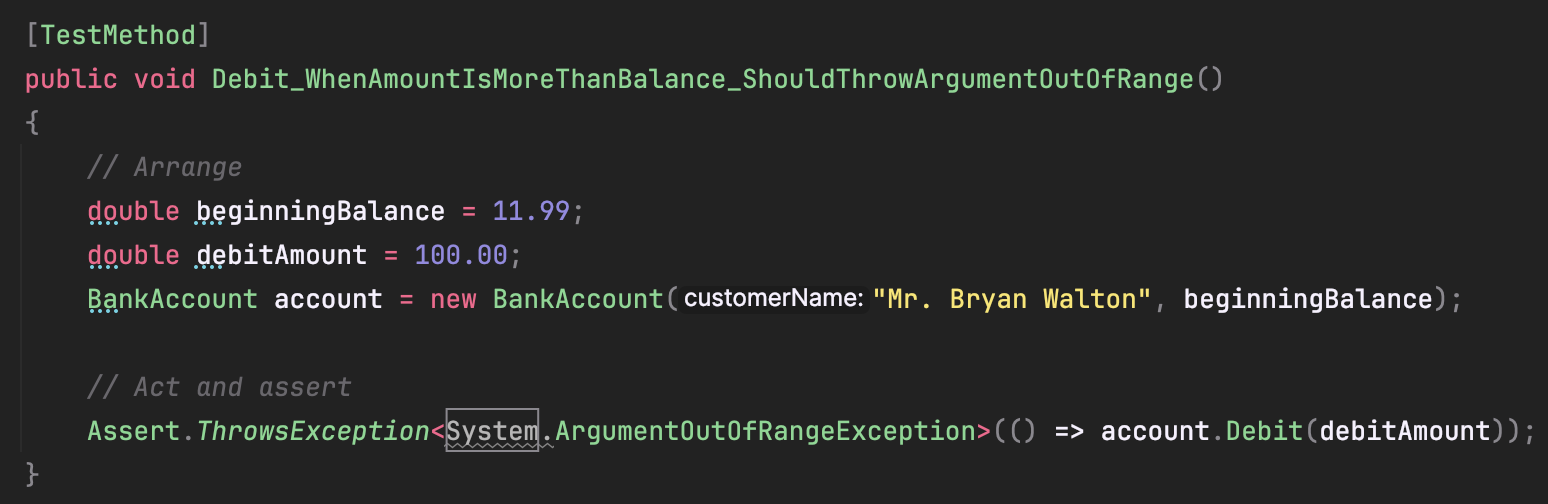 [TestMethod]
public void Debit_WhenAmountIsMoreThanBalance_ShouldThrowArgumentOutOfRange()
{
// Arrange
double beginningBalance = 11.99;
double debitAmount = 100.00;
BankAccount account = new BankAccount(customerName: "Mr. Bryan Walton", beginningBalance);
// Act and assert
Assert.ThrowsException<System.ArgumentOutOfRangeException>(() => account.Debit(debitAmount));
}